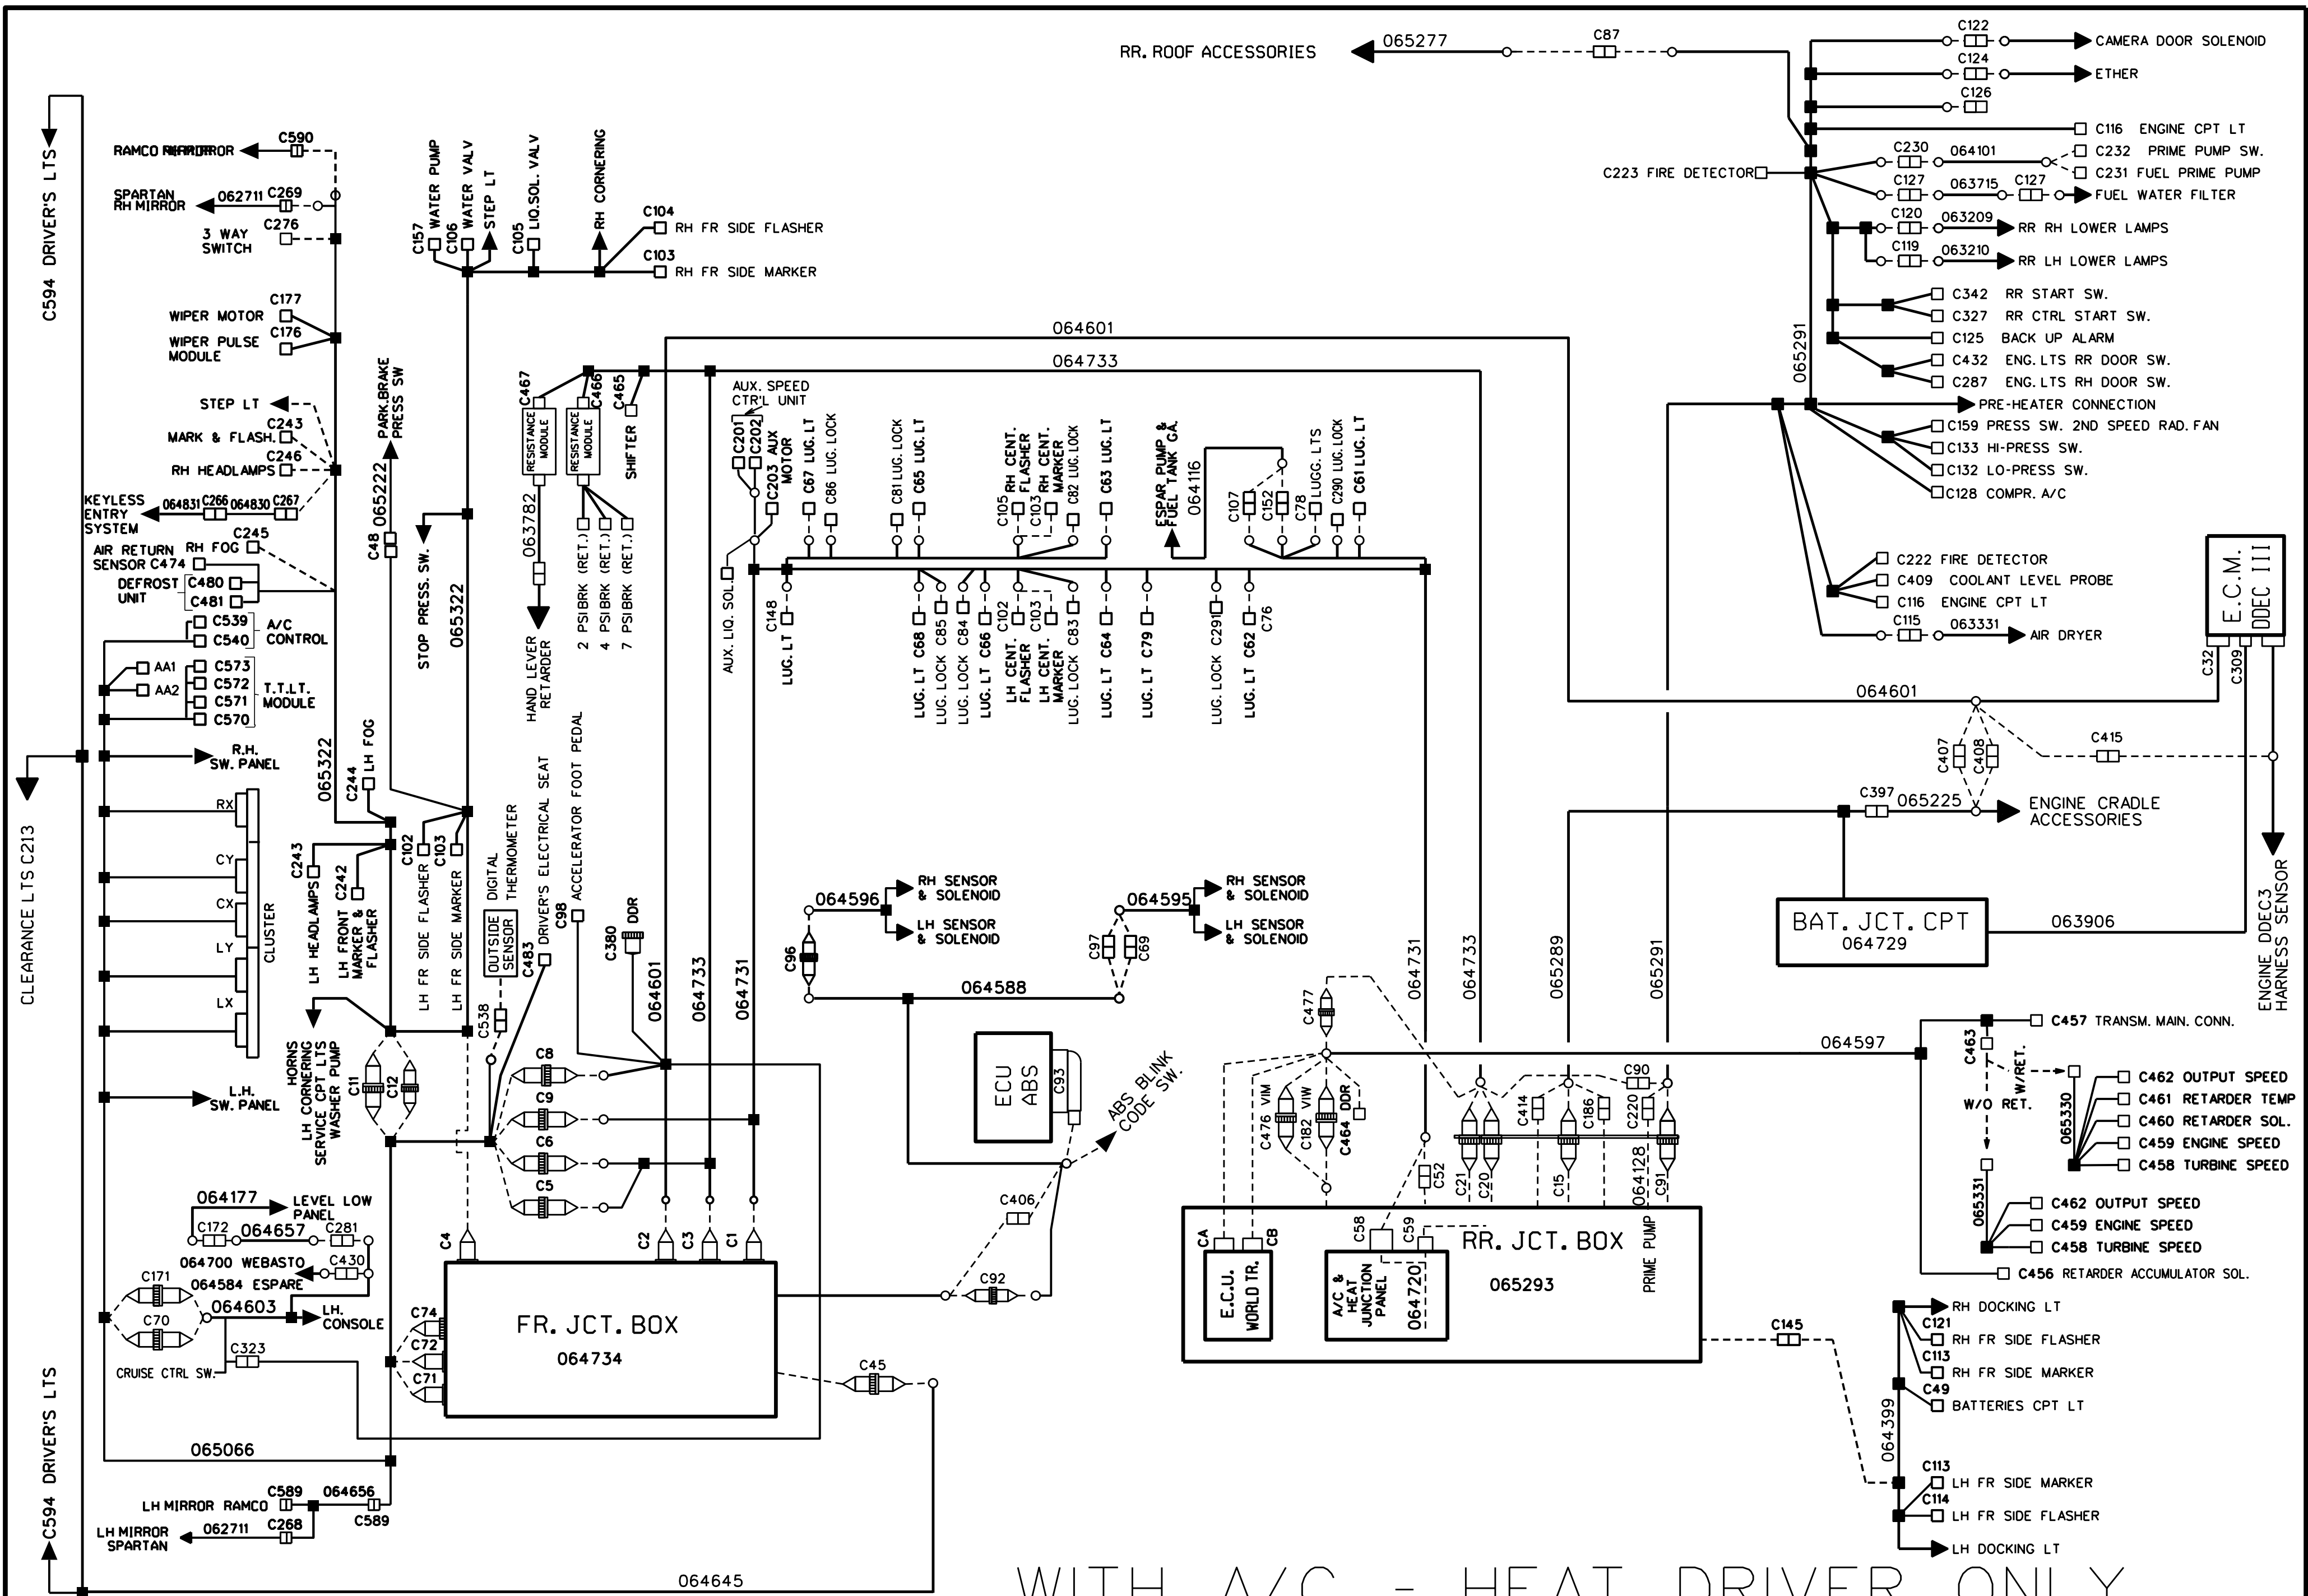 RR. ROOF ACCESSORIES
065277
C87
C122
CAMERA DOOR SOLENOID
C124
ETHER
C126
C116 ENGINE CPT LT
C223 FIRE DETECTOR
C230
064101
C232 PRIME PUMP SW.
C231 FUEL PRIME PUMP
C127
063715
C127
FUEL WATER FILTER
C120
063209
RR RH LOWER LAMPS
C119
063210
RR LH LOWER LAMPS
C342 RR START SW.
C327 RR CTRL START SW.
C125 BACK UP ALARM
C432 ENG. LTS RR DOOR SW.
C287 ENG. LTS RH DOOR SW.
065291
PRE-HEATER CONNECTION
C159 PRESS SW. 2ND SPEED RAD. FAN
C133 HI-PRESS SW.
C132 LO-PRESS SW.
C128 COMPR. A/C
C222 FIRE DETECTOR
C409 COOLANT LEVEL PROBE
C116 ENGINE CPT LT
C115
063331
AIR DRYER
E.C.M.
DDEC III
C32
C309
064601
C407
C408
C415
C397
065225
ENGINE CRADLE
ACCESSORIES
BAT. JCT. CPT
064729
063906
ENGINE DDEC3
HARNESS SENSOR
C594 DRIVER'S LTS
RAMCO
C590
SPARTAN
RH MIRROR
062711
C269
C276
3 WAY
SWITCH
C177
WIPER MOTOR
C176
WIPER PULSE
MODULE
STEP LT
C243
MARK & FLASH.
C246
RH HEADLAMPS
KEYLESS
ENTRY
SYSTEM
064831
C266
064830
C267
C245
RH FOG
AIR RETURN
SENSOR C474
DEFROST
UNIT
C480
C481
C539
C540
A/C
CONTROL
AA1
AA2
C573
C572
C571
C570
T.T.LT.
MODULE
R.H.
SW. PANEL
CLEARANCE LTS C213
RX
CY
CX
LY
LX
CLUSTER
L.H.
SW. PANEL
065322
C244
LH FOG
C243
LH HEADLAMPS
LH FRONT C242
MARKER &
FLASHER
PARK.BRAKE
PRESS SW
065222
C48
STOP PRESS. SW.
065322
C157
WATER PUMP
C106
WATER VALV
STEP LT
C105
LIQ.SOL. VALV
RH CORNERING
C104
RH FR SIDE FLASHER
C103
RH FR SIDE MARKER
C102
LH FR SIDE FLASHER
C103
LH FR SIDE MARKER
HORNS
LH CORNERING
SERVICE CPT LTS
WASHER PUMP
C11
C12
064601
064733
C467
C466
C465
RESISTANCE
MODULE
RESISTANCE
MODULE
SHIFTER
063782
2 PSI BRK (RET.)
4 PSI BRK (RET.)
7 PSI BRK (RET.)
HAND LEVER
RETARDER
AUX. SPEED
CTR'L UNIT
C201
C202
C203 AUX
MOTOR
AUX. LIQ. SOL.
C67 LUG. LT
C86 LUG. LOCK
C81 LUG. LOCK
C65 LUG. LT
RH CENT.
FLASHER
C105
RH CENT.
MARKER
C103
C82 LUG. LOCK
C63 LUG. LT
ESPAR PUMP &
FUEL TANK GA.
064116
C107
C152
C78
LUGG. LTS
C290 LUG. LOCK
C61 LUG. LT
C148
LUG. LT
LUG. LT C68
LUG. LOCK C85
LUG. LOCK C84
LUG. LT C66
C102
LH CENT.
FLASHER
C103
LH CENT.
MARKER
LUG. LOCK C83
LUG. LT C64
LUG. LT C79
LUG. LOCK C291
LUG. LT C62
C76
DIGITAL
THERMOMETER
OUTSIDE
SENSOR
C538
C483 DRIVER'S ELECTRICAL SEAT
C98 ACCELERATOR FOOT PEDAL
C380 DDR
064601
064733
064731
C8
C9
C6
C5
C96
064596
RH SENSOR
& SOLENOID
LH SENSOR
& SOLENOID
C97
C69
064595
RH SENSOR
& SOLENOID
LH SENSOR
& SOLENOID
064588
ECU
ABS
C93
ABS BLINK
CODE SW.
C406
C92
064731
064733
065289
065291
C477
064597
C476 VIM
C182 VIW
C464 DDR
C52
C21
C20
C414
C15
C186
C90
C220
064128
C91
PRIME PUMP
CA
CB
E.C.U.
WORLD TR.
C58
C59
A/C &
HEAT
JUNCTION
PANEL
064720
RR. JCT. BOX
065293
C457 TRANSM. MAIN. CONN.
C463
W/RET.
W/O RET.
065330
C462 OUTPUT SPEED
C461 RETARDER TEMP
C460 RETARDER SOL.
C459 ENGINE SPEED
C458 TURBINE SPEED
065331
C462 OUTPUT SPEED
C459 ENGINE SPEED
C458 TURBINE SPEED
C456 RETARDER ACCUMULATOR SOL.
C145
RH DOCKING LT
C121
RH FR SIDE FLASHER
C113
RH FR SIDE MARKER
C49
BATTERIES CPT LT
064399
C113
LH FR SIDE MARKER
C114
LH FR SIDE FLASHER
LH DOCKING LT
064177
LEVEL LOW
PANEL
C172
064657
C281
064700 WEBASTO
C430
064584 ESPARE
C171
064603
LH.
CONSOLE
C70
C323
CRUISE CTRL SW.
C4
C2
C3
C1
C74
C72
C71
FR. JCT. BOX
064734
C45
065066
C594 DRIVER'S LTS
C589
064656
LH MIRROR RAMCO
C589
LH MIRROR
SPARTAN
062711
C268
064645
WITH A/C - HEAT DRIVER ONLY